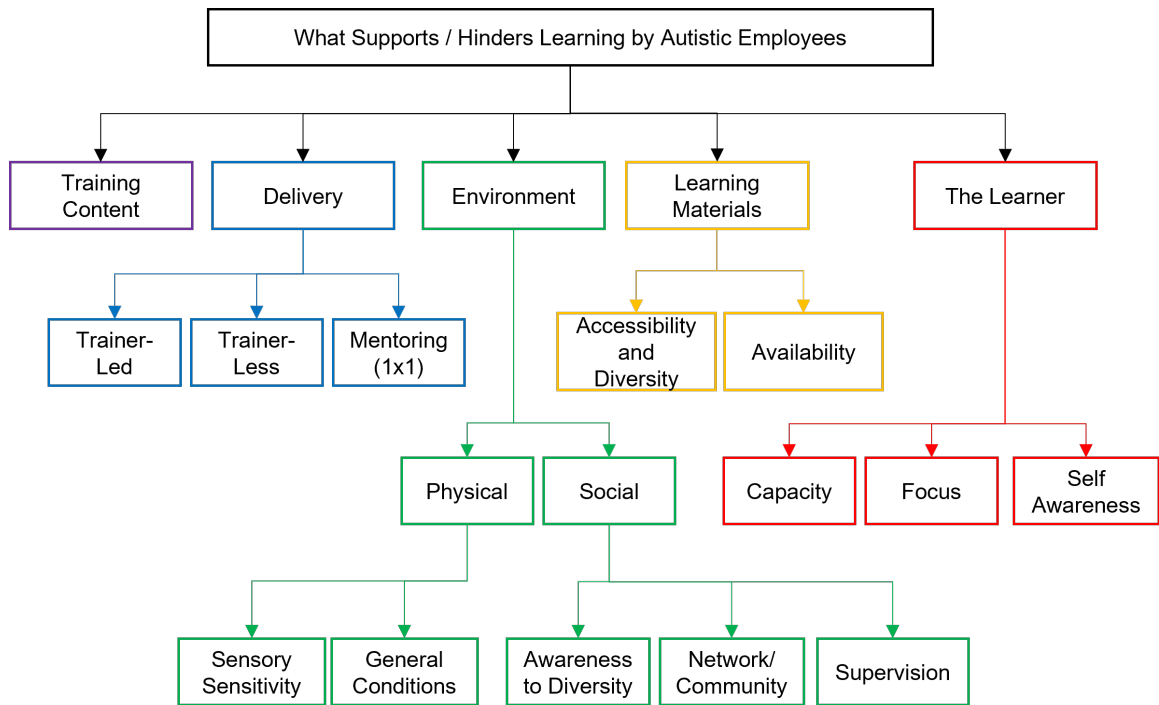 What Supports / Hinders Learning by Autistic Employees
Training
Content
Delivery
Environment
Learning
Materials
The Learner
Trainer-
Led
Trainer-
Less
Mentoring
(1x1)
Accessibility
and
Diversity
Availability
Physical
Social
Capacity
Focus
Self
Awareness
Sensory
Sensitivity
General
Conditions
Awareness
to Diversity
Network/
Community
Supervision